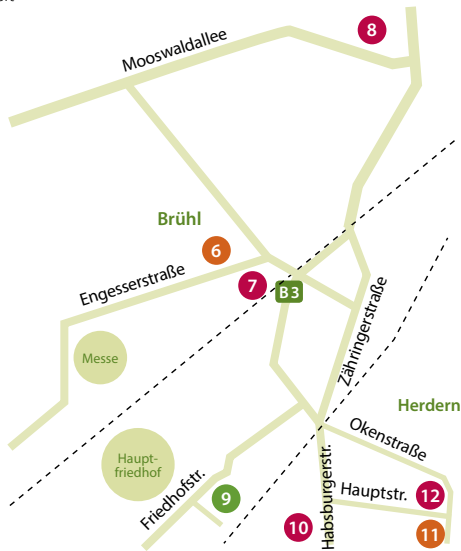 8
Mooswaldallee
Brühl
6
Engesserstraße
7
B 3
Messe
Zähringerstraße
Herdern
Okenstraße
Haupt-
friedhof
Friedhofstr.
9
Habsburgerstr.
Hauptstr.
12
10
11